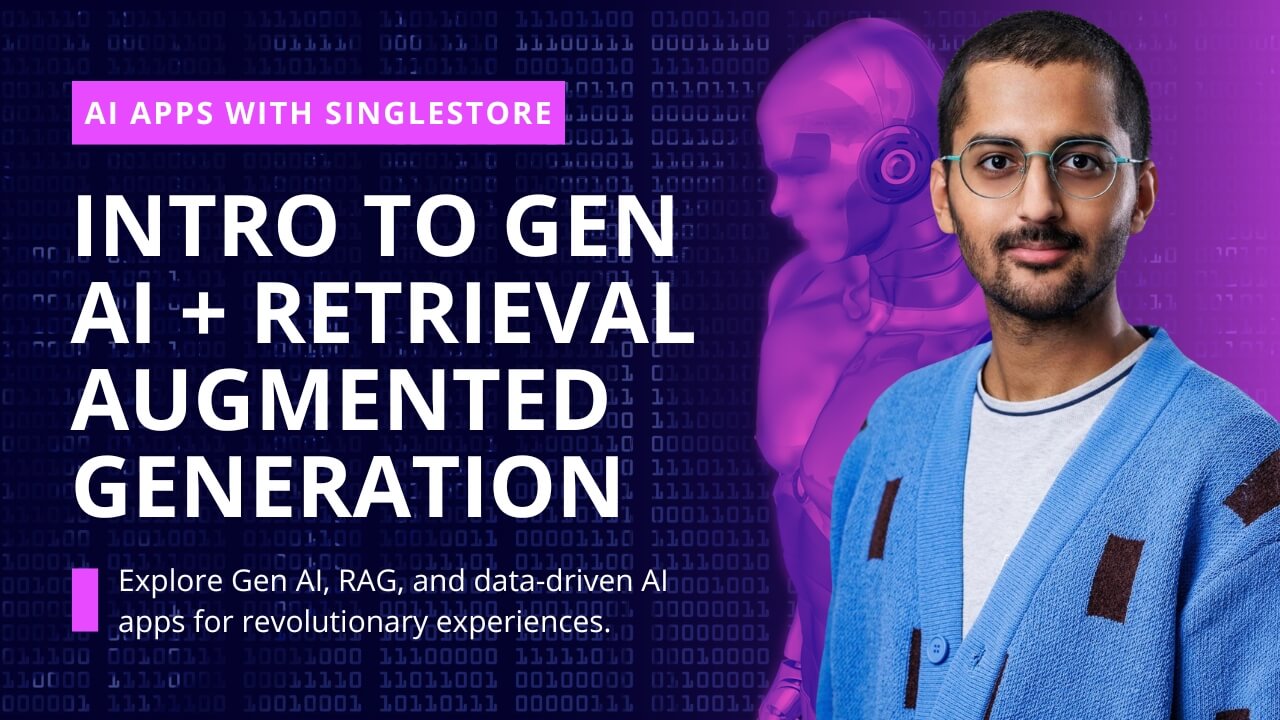 AI APPS WITH SINGLESTORE
INTRO TO GEN
AI + RETRIEVAL
AUGMENTED
GENERATION
Explore Gen AI, RAG, and data-driven AI
apps for revolutionary experiences.